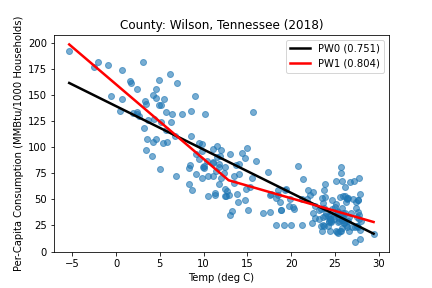 County: Wilson, Tennessee (2018)
Per-Capita Consumption (MMBtu/1000 Households)
200
175
150
125
100
75
50
25
0
PW0 (0.751)
PW1 (0.804)
−5 0 5 10 15 20 25 30
Temp (deg C)